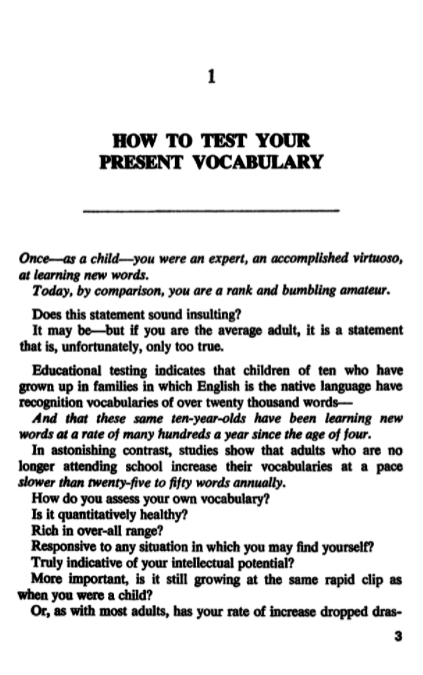 1
HOW TO TEST YOUR
PRESENT VOCABULARY
Once—as a child—you were an expert, an accomplished virtuoso,
at learning new words.
Today, by comparison, you are a rank and bumbling amateur.
Does this statement sound insulting?
It may be—but if you are the average adult, it is a statement
that is, unfortunately, only too true.
Educational testing indicates that children of ten who have
grown up in families in which English is the native language have
recognition vocabularies of over twenty thousand words—
And that these same ten-year-olds have been learning new
words at a rate of many hundreds a year since the age of four.
In astonishing contrast, studies show that adults who are no
longer attending school increase their vocabularies at a pace
slower than twenty-five to fifty words annually.
How do you assess your own vocabulary?
Is it quantitatively healthy?
Rich in over-all range?
Responsive to any situation in which you may find yourself?
Truly indicative of your intellectual potential?
More important, is it still growing at the same rapid clip as
when you were a child?
Or, as with most adults, has your rate of increase dropped dras-
3